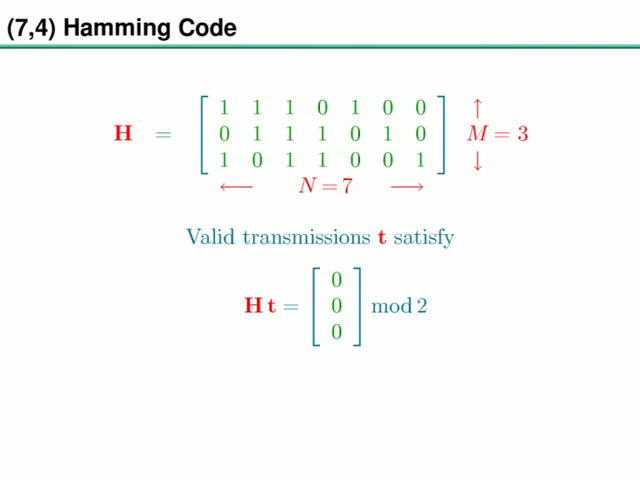 (7,4) Hamming Code
1 1 1 0 1 0 0 ↑
H = 0 1 1 1 0 1 0 M = 3
1 0 1 1 0 0 1 ↓
← N = 7 →
Valid transmissions t satisfy
0
H t = 0 mod 2
0